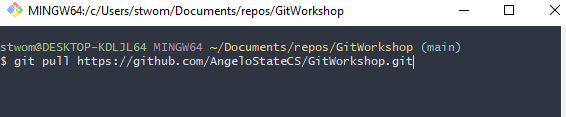 MINGW64:/c/Users/stwom/Documents/repos/GitWorkshop
stwom@DESKTOP-KDLJL64 MINGW64 ~/Documents/repos/GitWorkshop (main)
$ git pull https://github.com/AngeloStateCS/GitWorkshop.git